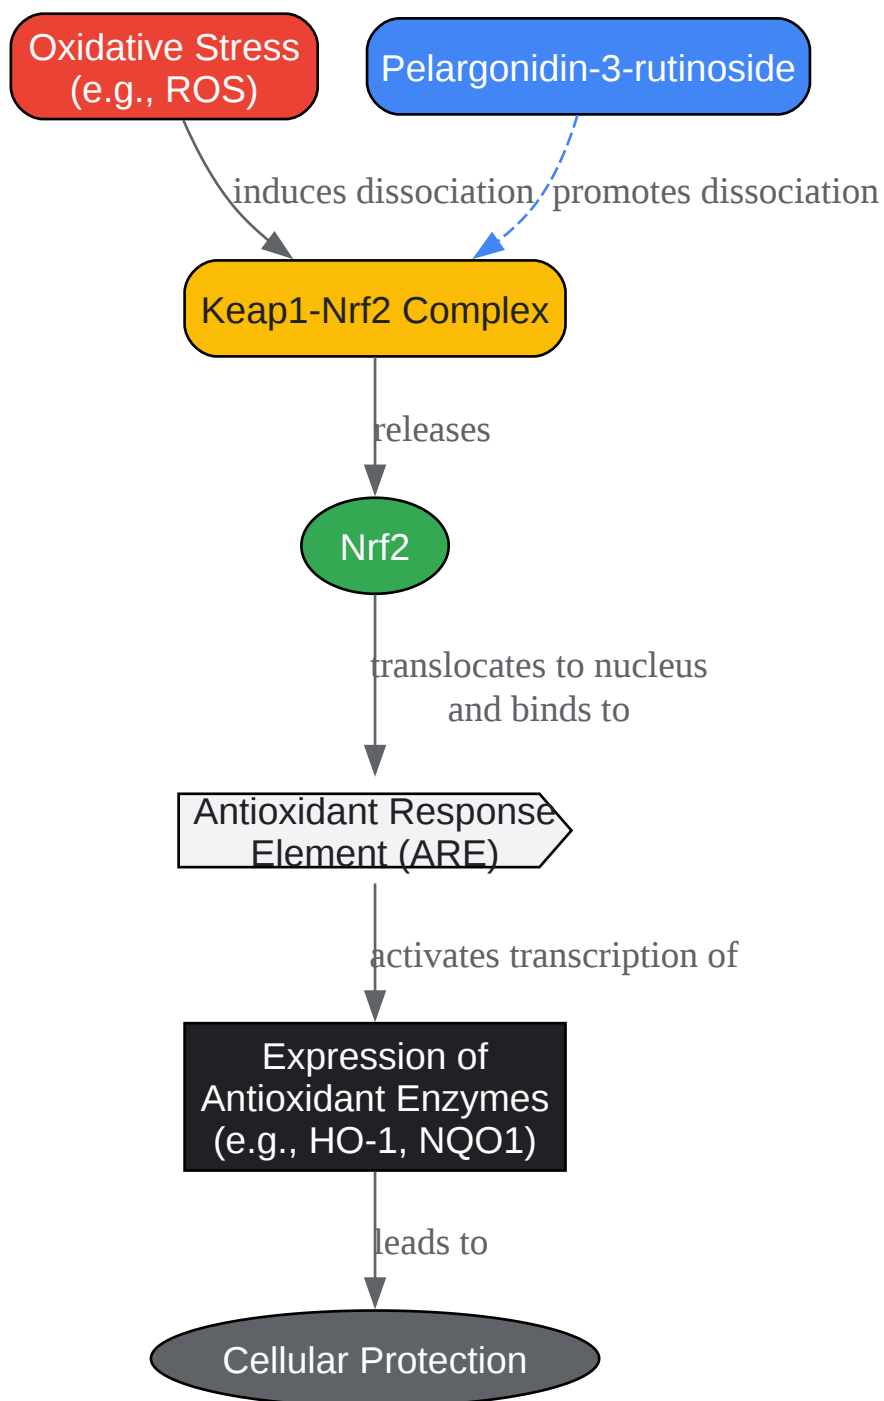 Oxidative Stress
(e.g., ROS)
Pelargonidin-3-rutinoside
induces dissociation
promotes dissociation
Keap1-Nrf2 Complex
releases
Nrf2
translocates to nucleus
and binds to
Antioxidant Response
Element (ARE)
activates transcription of
Expression of
Antioxidant Enzymes
(e.g., HO-1, NQO1)
leads to
Cellular Protection